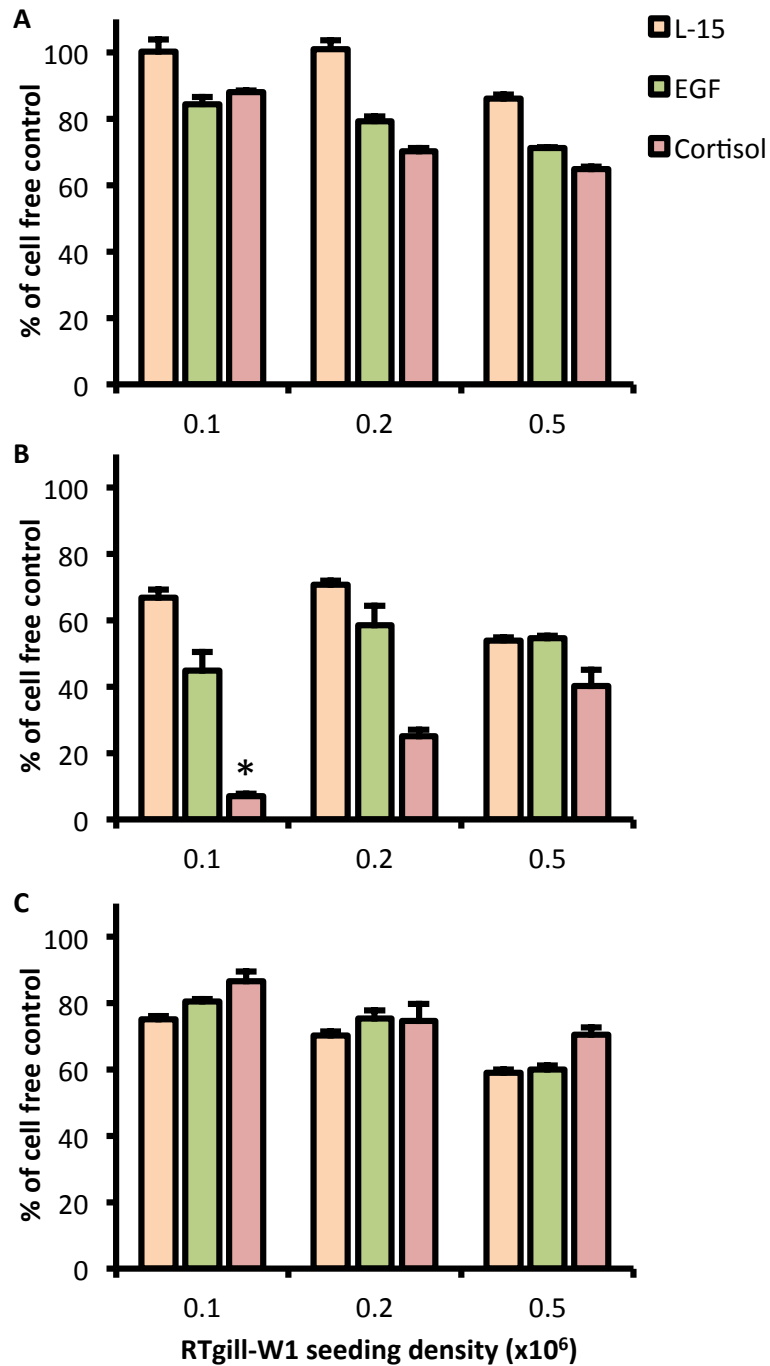 A
L-15
EGF
Cortisol
% of cell free control
100
80
60
40
20
0
0.1 0.2 0.5
B
% of cell free control
100
80
60
40
20
0
*
0.1 0.2 0.5
C
% of cell free control
100
80
60
40
20
0
0.1 0.2 0.5
RTgill-W1 seeding density (x10⁶)